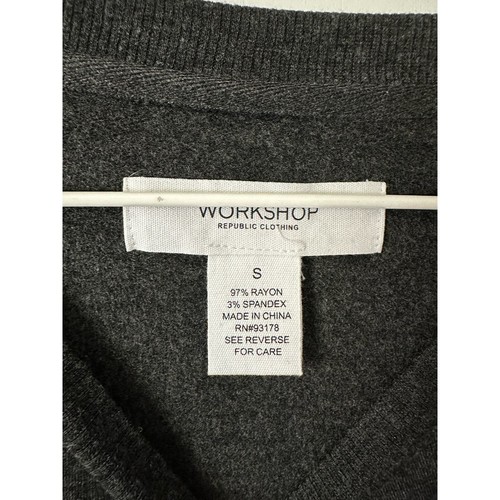 WORKSHOP
REPUBLIC CLOTHING
S
97% RAYON
3% SPANDEX
MADE IN CHINA
RN#93178
SEE REVERSE
FOR CARE